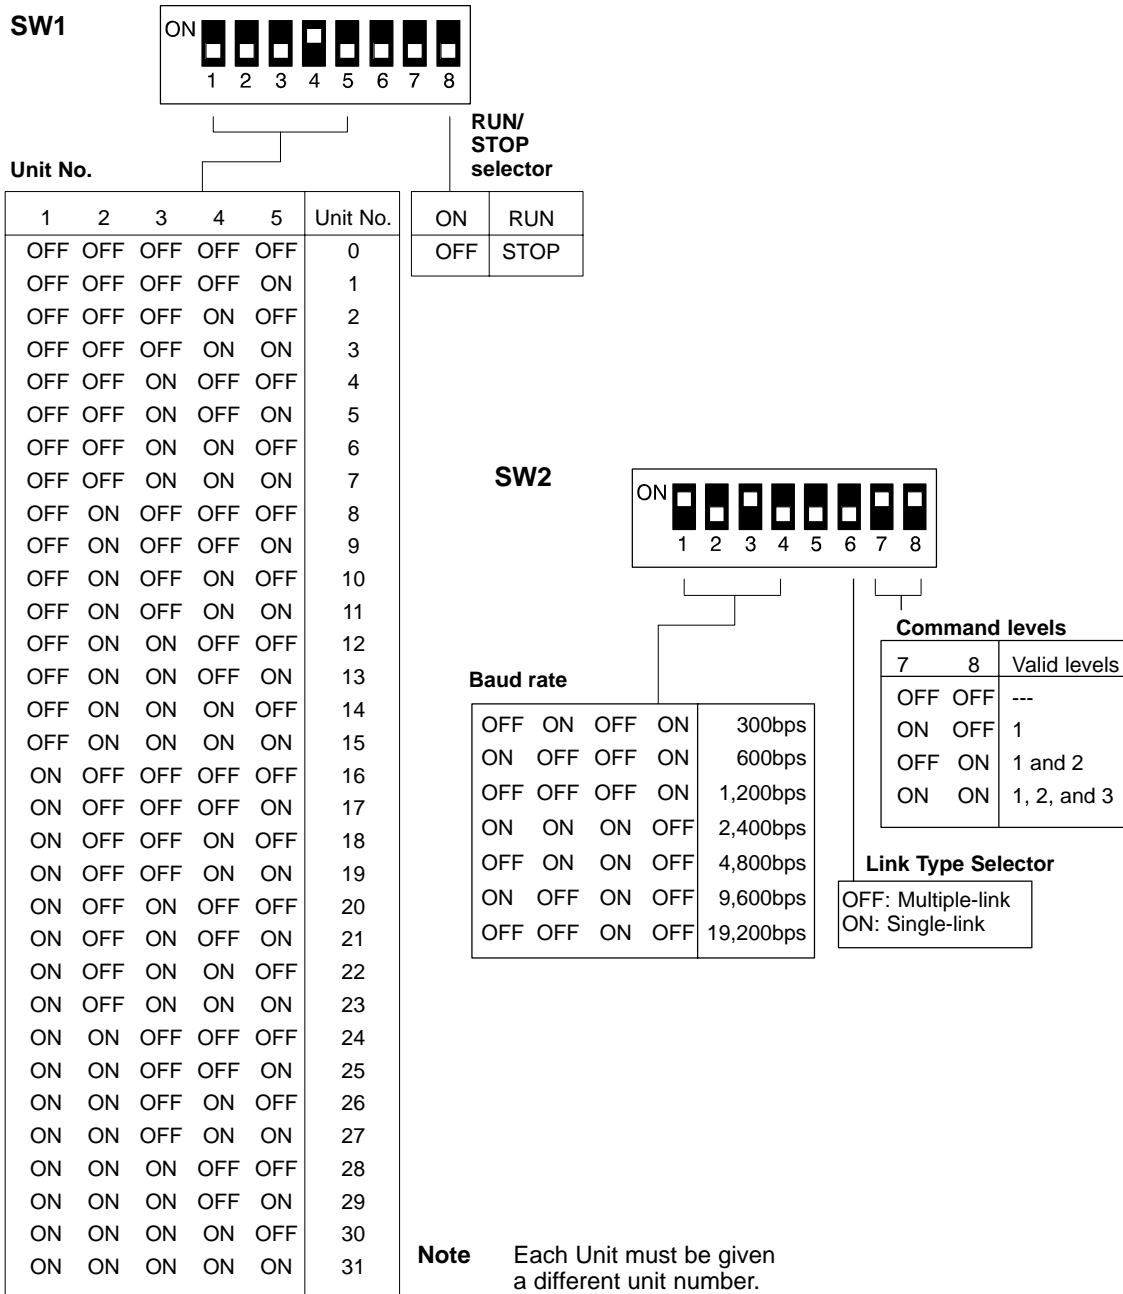 SW1
ON
1 2 3 4 5 6 7 8
RUN/
STOP
selector
Unit No.
1 2 3 4 5 Unit No.
OFF OFF OFF OFF OFF 0
OFF OFF OFF OFF ON 1
OFF OFF OFF ON OFF 2
OFF OFF OFF ON ON 3
OFF OFF ON OFF OFF 4
OFF OFF ON OFF ON 5
OFF OFF ON ON OFF 6
OFF OFF ON ON ON 7
OFF ON OFF OFF OFF 8
OFF ON OFF OFF ON 9
OFF ON OFF ON OFF 10
OFF ON OFF ON ON 11
OFF ON ON OFF OFF 12
OFF ON ON OFF ON 13
OFF ON ON ON OFF 14
OFF ON ON ON ON 15
ON OFF OFF OFF OFF 16
ON OFF OFF OFF ON 17
ON OFF OFF ON OFF 18
ON OFF OFF ON ON 19
ON OFF ON OFF OFF 20
ON OFF ON OFF ON 21
ON OFF ON ON OFF 22
ON OFF ON ON ON 23
ON ON OFF OFF OFF 24
ON ON OFF OFF ON 25
ON ON OFF ON OFF 26
ON ON OFF ON ON 27
ON ON ON OFF OFF 28
ON ON ON OFF ON 29
ON ON ON ON OFF 30
ON ON ON ON ON 31
ON RUN
OFF STOP
SW2
ON
1 2 3 4 5 6 7 8
Baud rate
OFF ON OFF ON 300bps
ON OFF OFF ON 600bps
OFF OFF OFF ON 1,200bps
ON ON ON OFF 2,400bps
OFF ON ON OFF 4,800bps
ON OFF ON OFF 9,600bps
OFF OFF ON OFF 19,200bps
Command levels
7 8 Valid levels
OFF OFF ---
ON OFF 1
OFF ON 1 and 2
ON ON 1, 2, and 3
Link Type Selector
OFF: Multiple-link
ON: Single-link
Note Each Unit must be given
a different unit number.